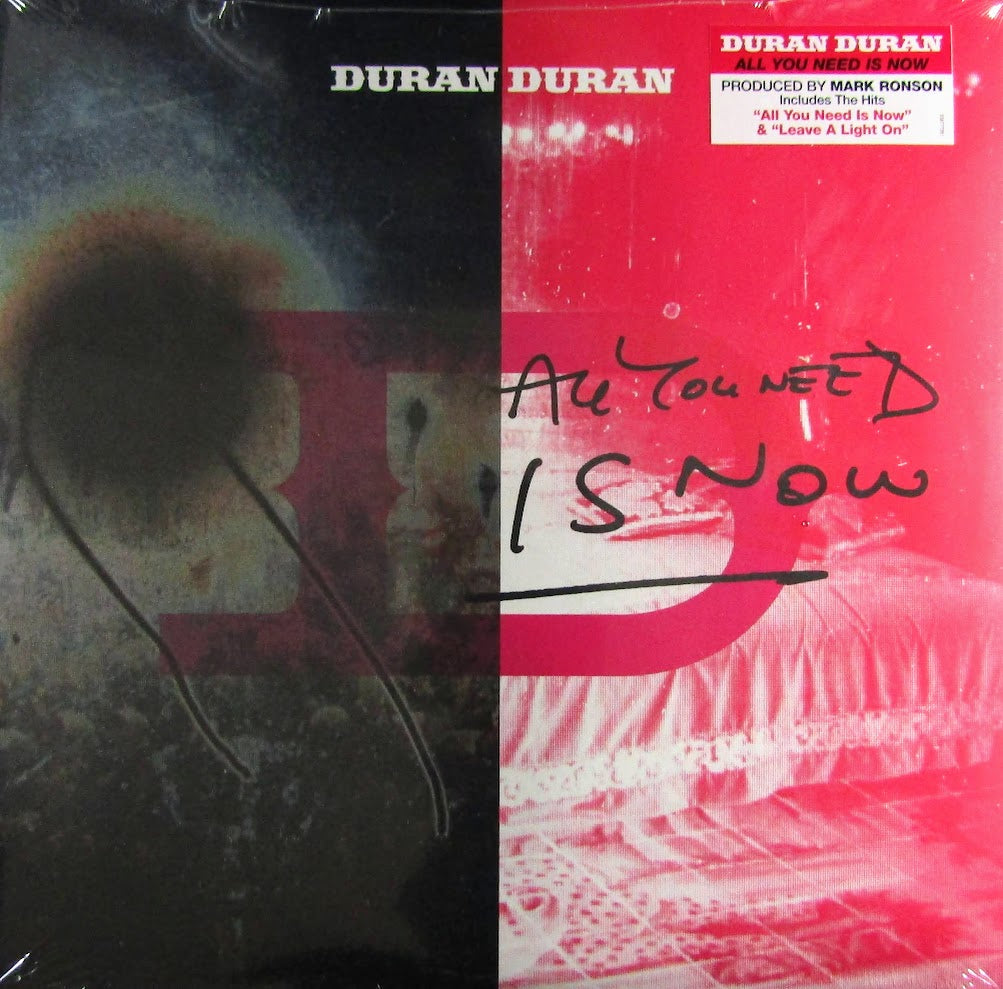 DURAN DURAN
DURAN DURAN
ALL YOU NEED IS NOW
PRODUCED BY MARK RONSON
Includes The Hits
“All You Need Is Now”
& “Leave A Light On”
ALL YOU NEED
IS NOW